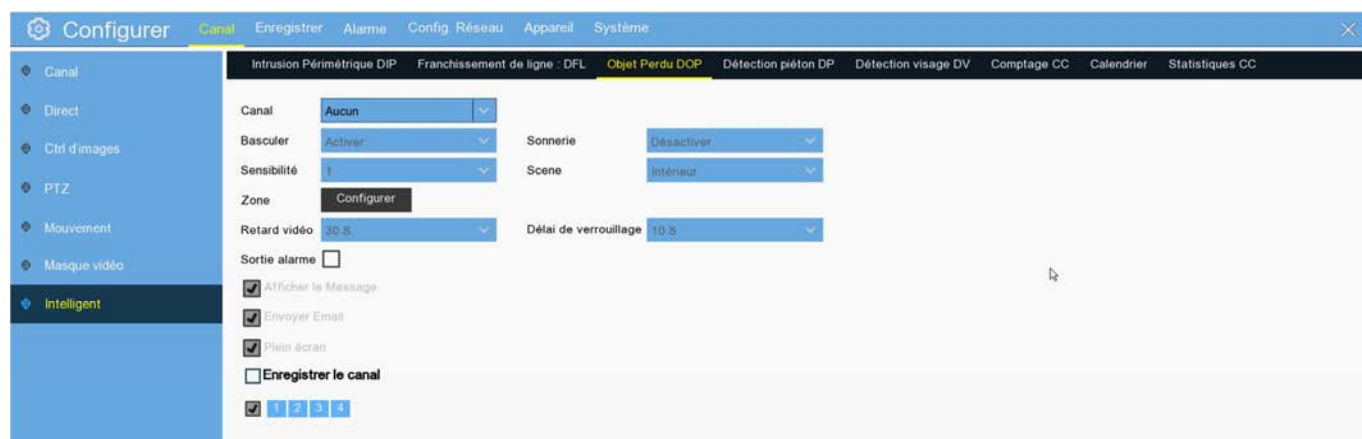 Configurer Canal Enregistrer Alarme Config. Réseau Appareil Système
Intrusion Périmétrique DIP Franchissement de ligne : DFL Objet Perdu DOP Détection piéton DP Détection visage DV Comptage CC Calendrier Statistiques CC
Canal
Direct
Ctrl d'images
PTZ
Mouvement
Masque vidéo
Intelligent
Canal Aucun
Basculer Activer Sonnerie Désactiver
Sensibilité 1 Scene Intérieur
Zone Configurer
Retard vidéo 30 S Délai de verrouillage 10 S
Sortie alarme
Afficher le Message
Envoyer Email
Plein écran
Enregistrer le canal
1 2 3 4